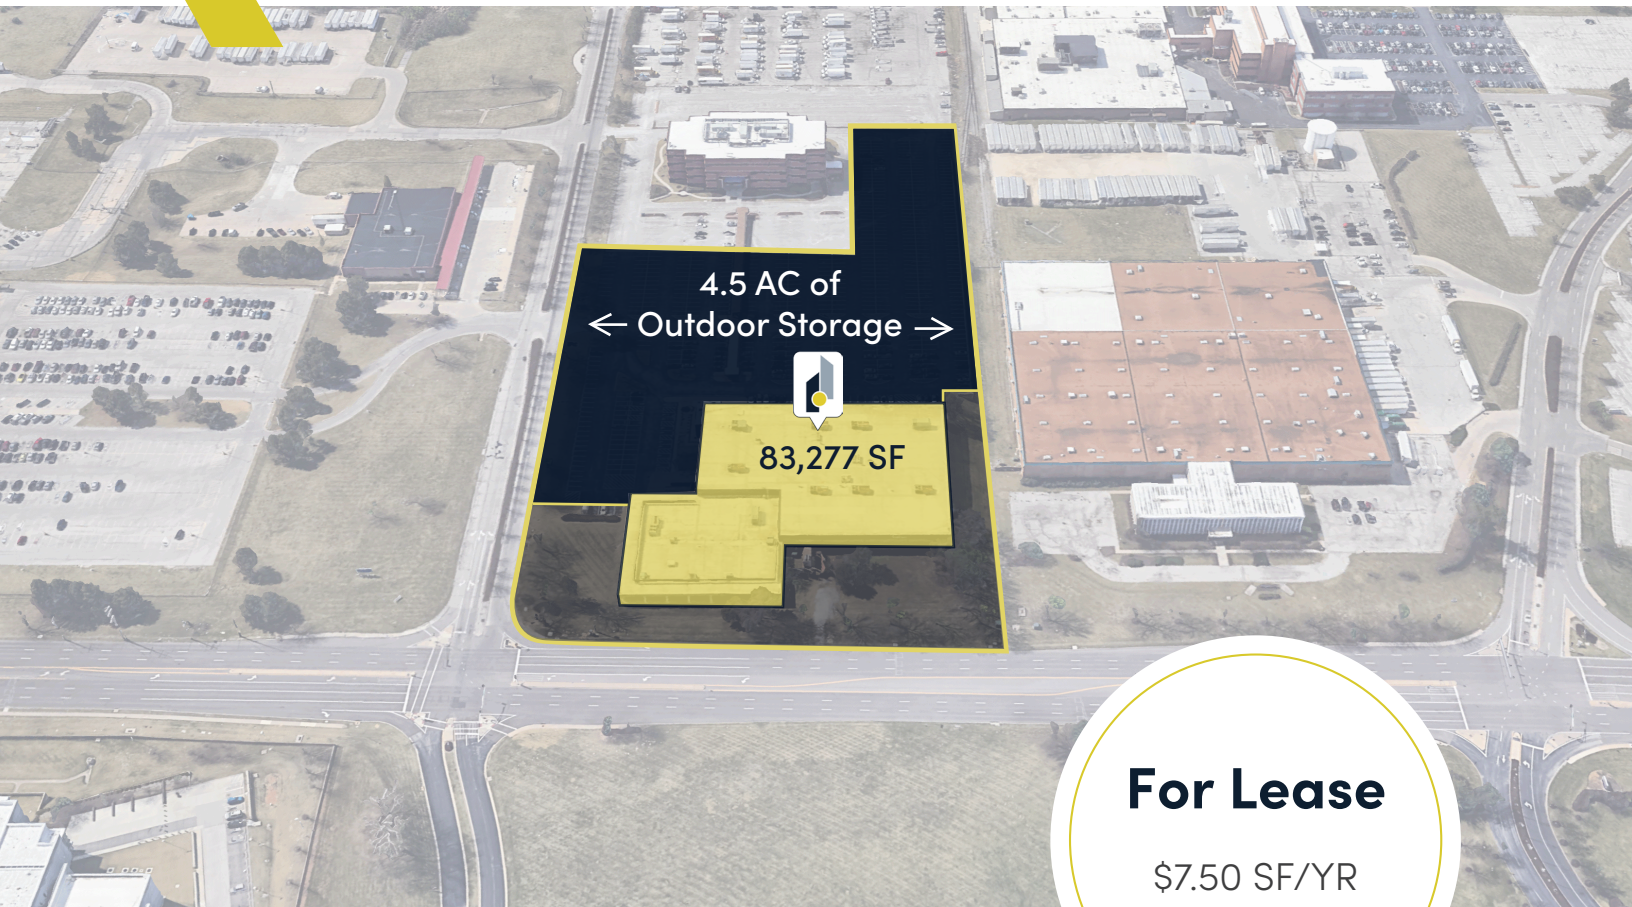 4.5 AC of
← Outdoor Storage →
83,277 SF
For Lease
$7.50 SF/YR